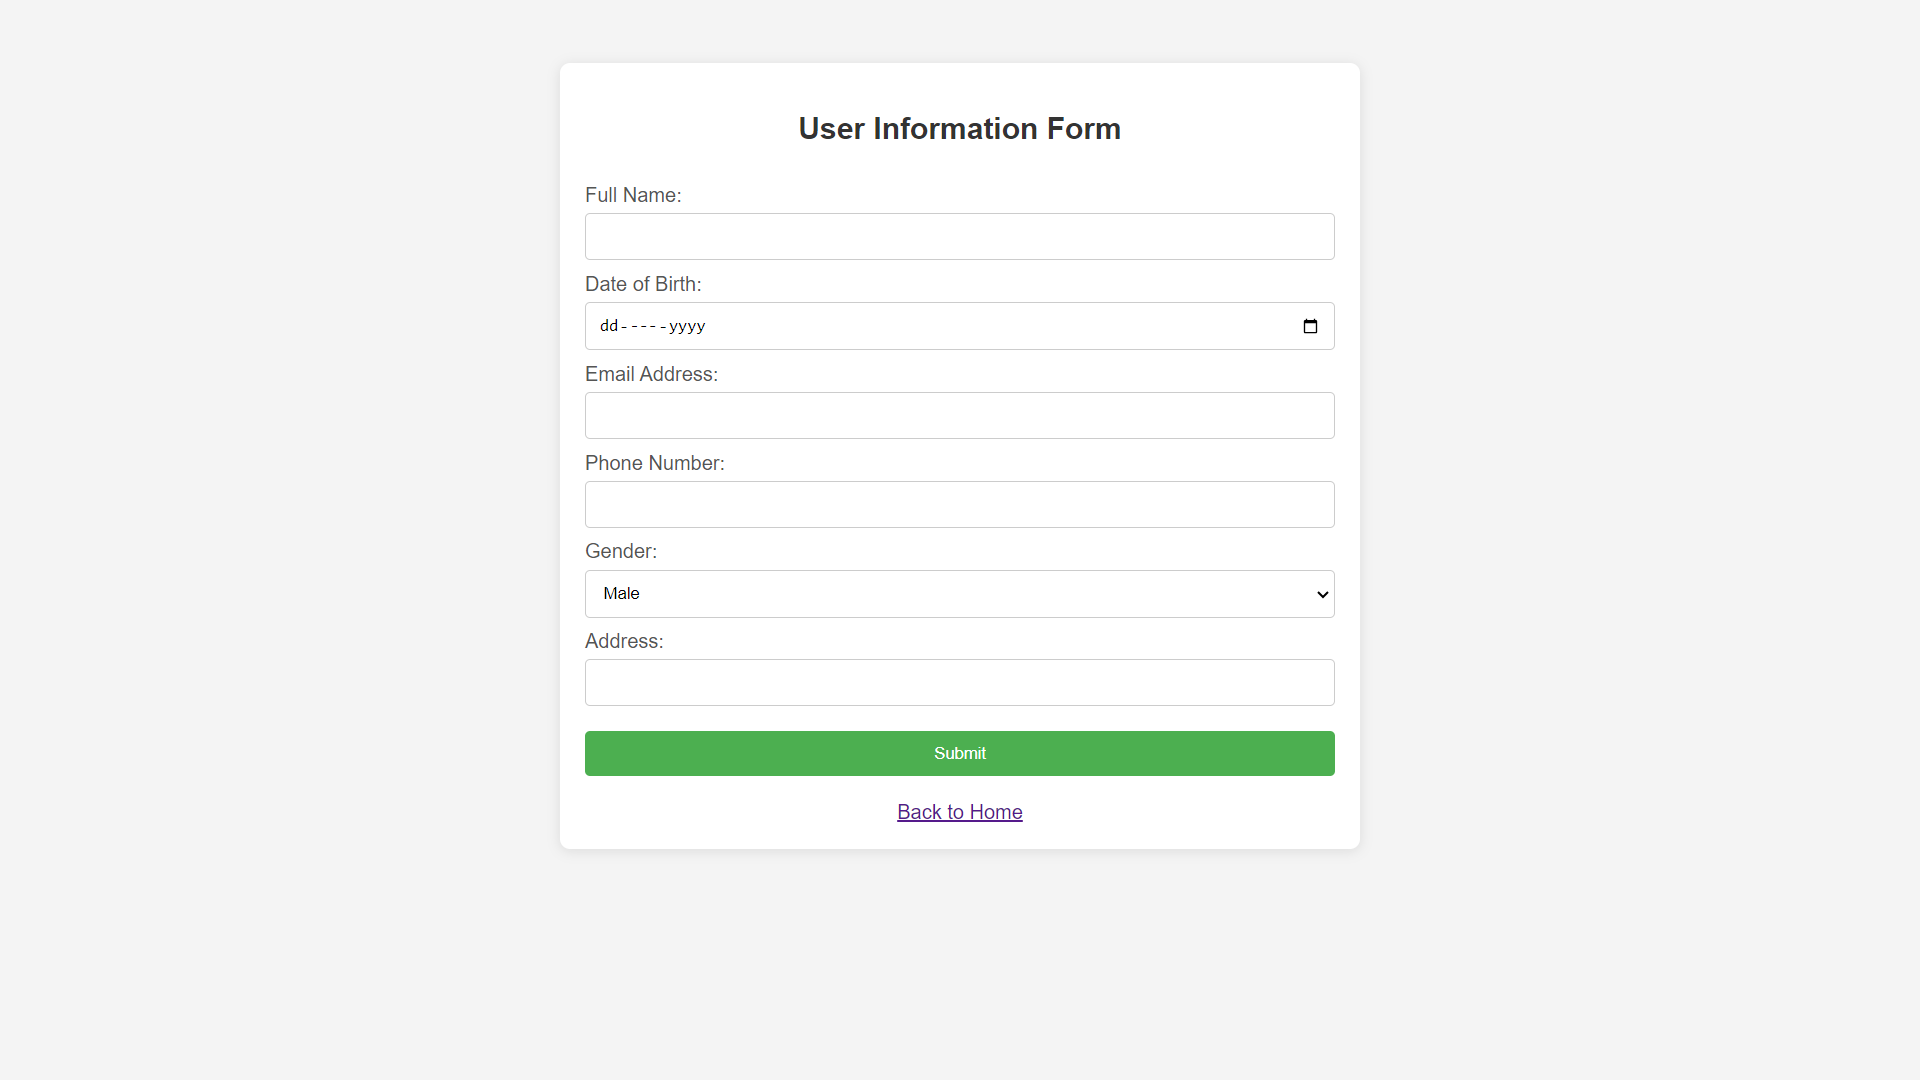 User Information Form
Full Name:
Date of Birth:
dd-----yyyy
Email Address:
Phone Number:
Gender:
Male
Address:
Submit
Back to Home